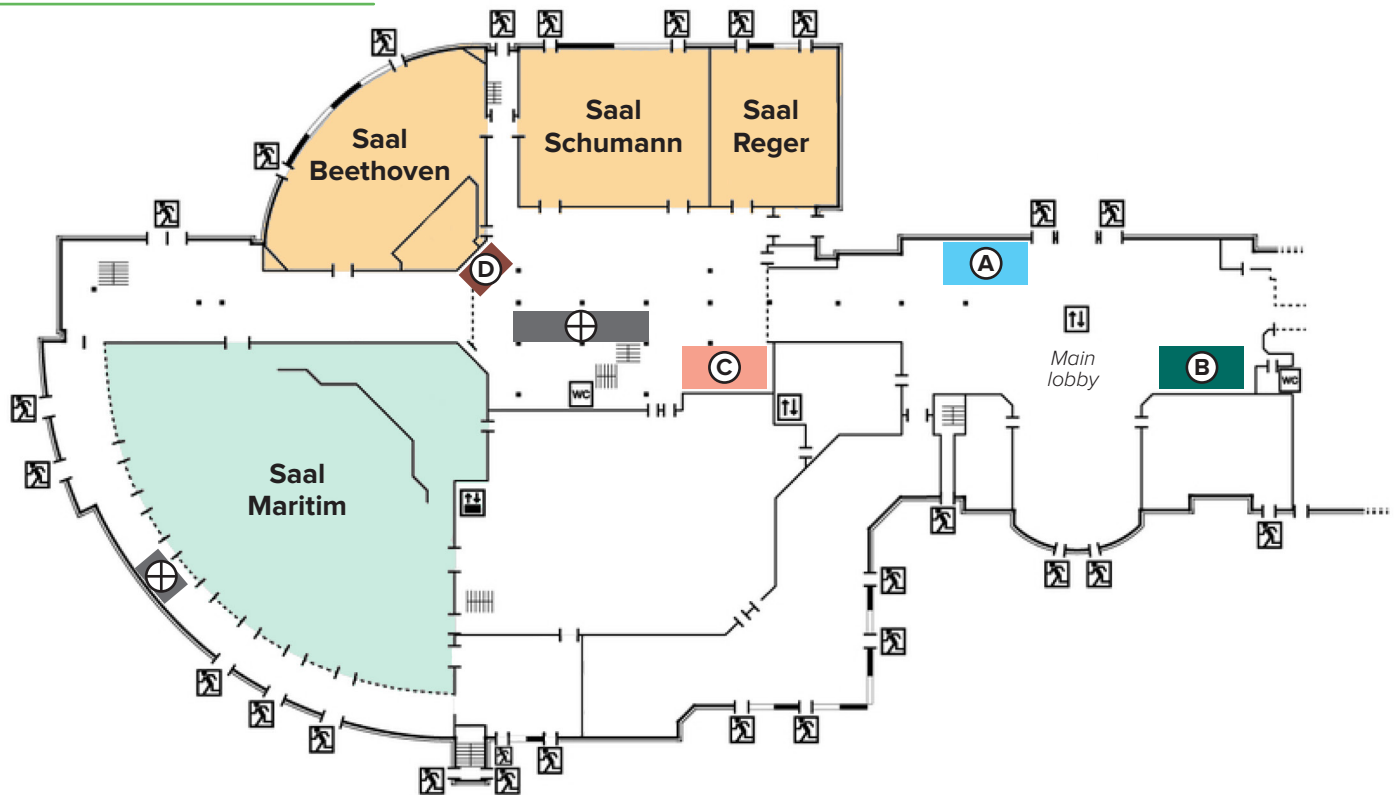 Saal
Schumann
Saal
Reger
Saal
Beethoven
D
A
C
Main
lobby
B
WC
WC
Saal
Maritim